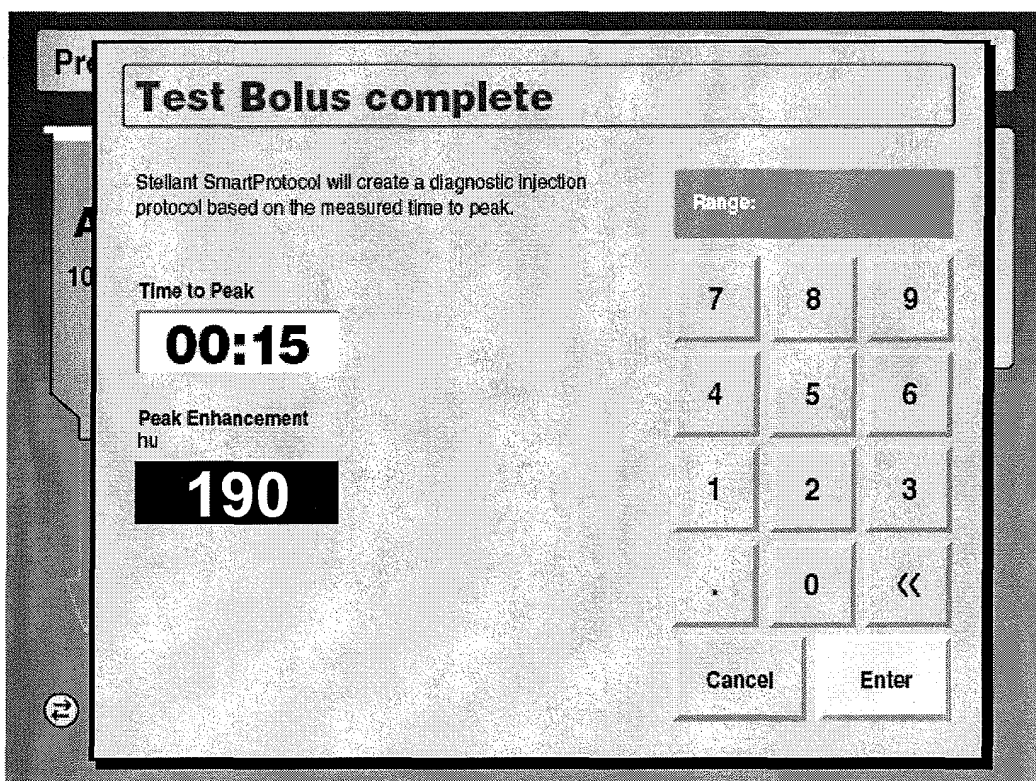 Pre
Test Bolus complete
Stellant SmartProtocol will create a diagnostic injection
protocol based on the measured time to peak.
Range:
A
10
Time to Peak
00:15
Peak Enhancement
hu
190
7 8 9
4 5 6
1 2 3
. 0 <<
Cancel Enter